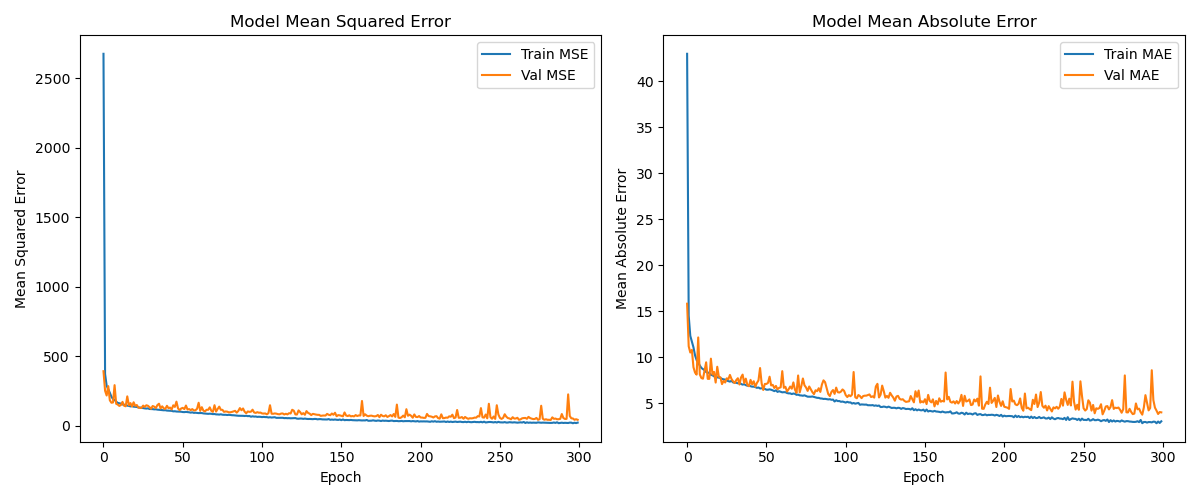 Model Mean Squared Error
Mean Squared Error
2500
2000
1500
1000
500
0
Train MSE
Val MSE
0
50
100
150
200
250
300
Epoch
Model Mean Absolute Error
Mean Absolute Error
40
35
30
25
20
15
10
5
Train MAE
Val MAE
0
50
100
150
200
250
300
Epoch